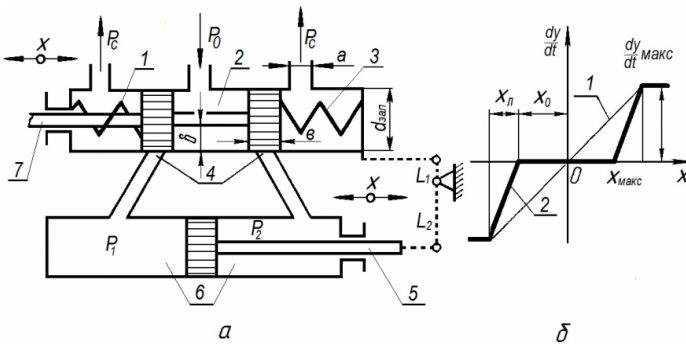 P_c P_0 P_c
x 1 2 a 3
d_зап
δ в
7 4
x
L_1
L_2
P_1 P_2
6 5
а
dy/dt dy/dt макс
x_л x_0 1
0 x_макс x
2
б